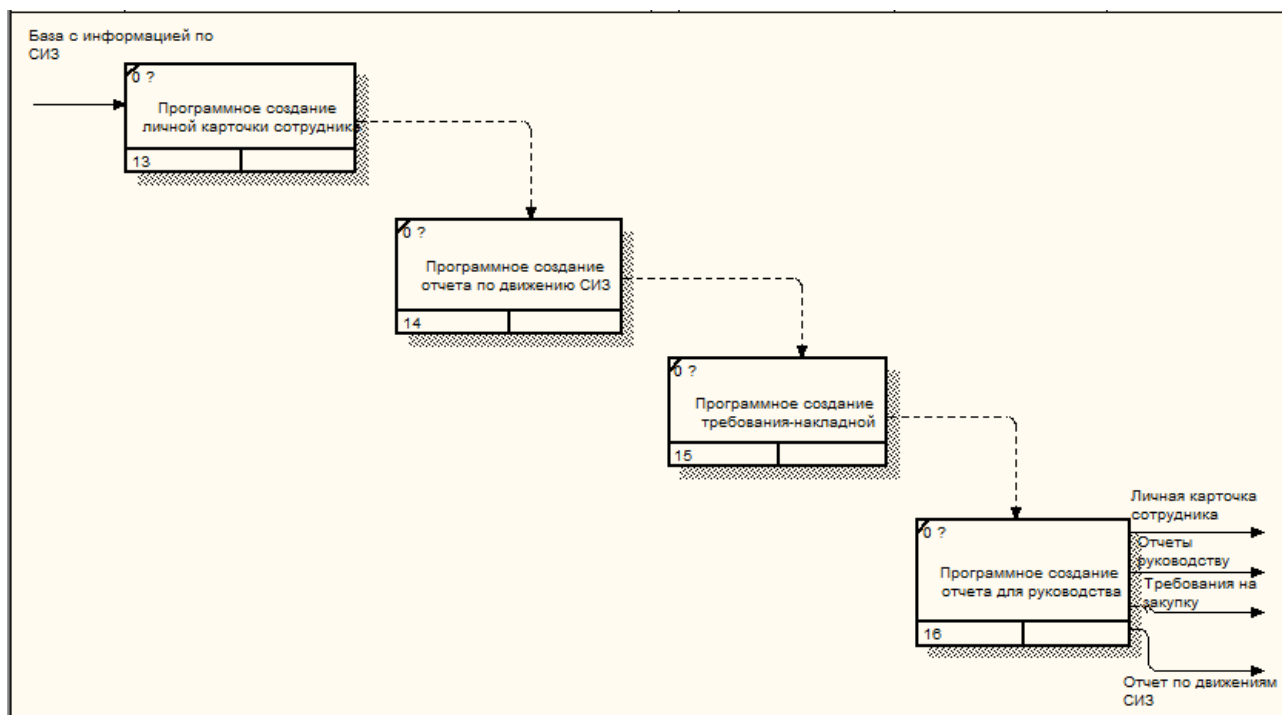 База с информацией по
СИЗ
0 ?
Программное создание
личной карточки сотрудника
13
0 ?
Программное создание
отчета по движению СИЗ
14
0 ?
Программное создание
требования-накладной
15
0 ?
Программное создание
отчета для руководства
16
Личная карточка
сотрудника
Отчеты
руководству
Требования на
закупку
Отчет по движениям
СИЗ